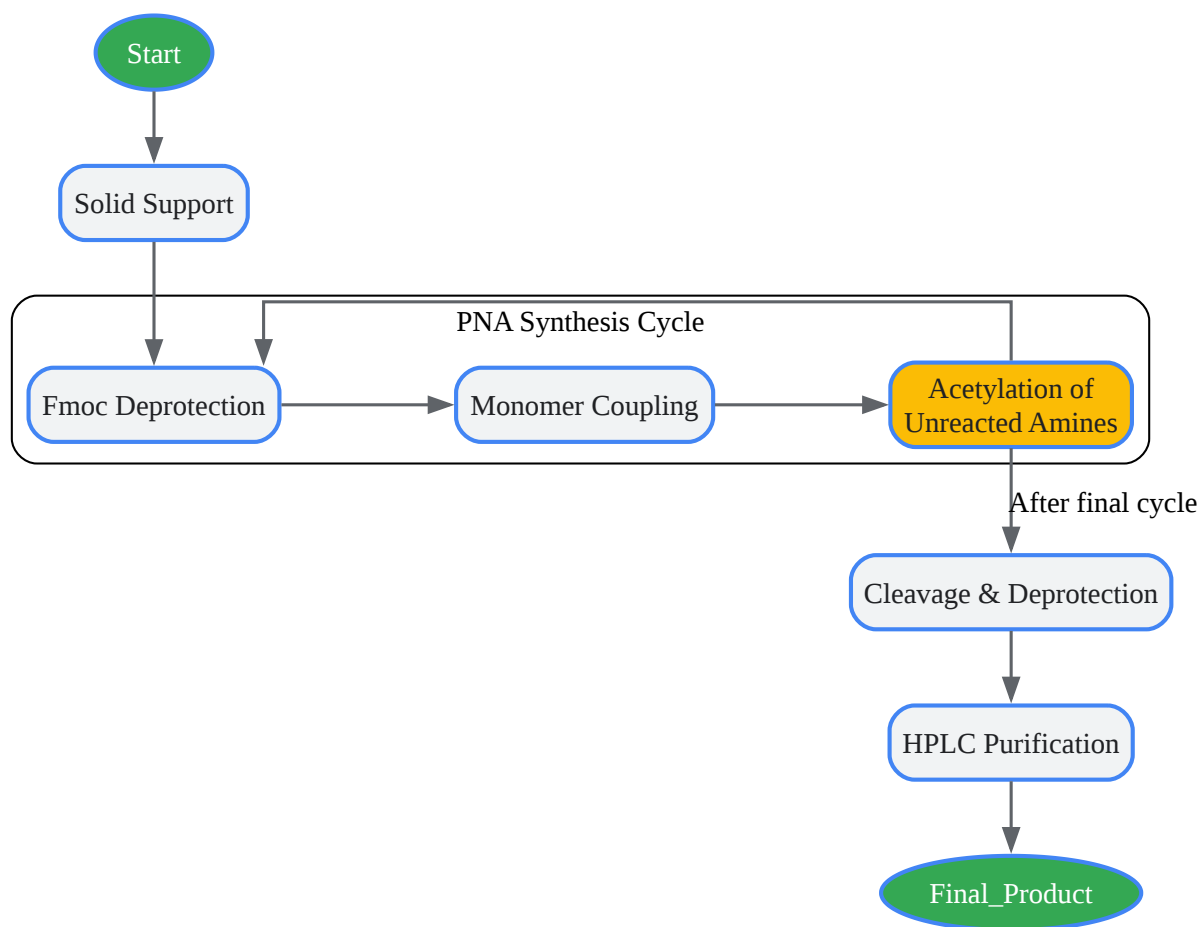 Start
Solid Support
PNA Synthesis Cycle
Fmoc Deprotection
Monomer Coupling
Acetylation of
Unreacted Amines
After final cycle
Cleavage & Deprotection
HPLC Purification
Final_Product